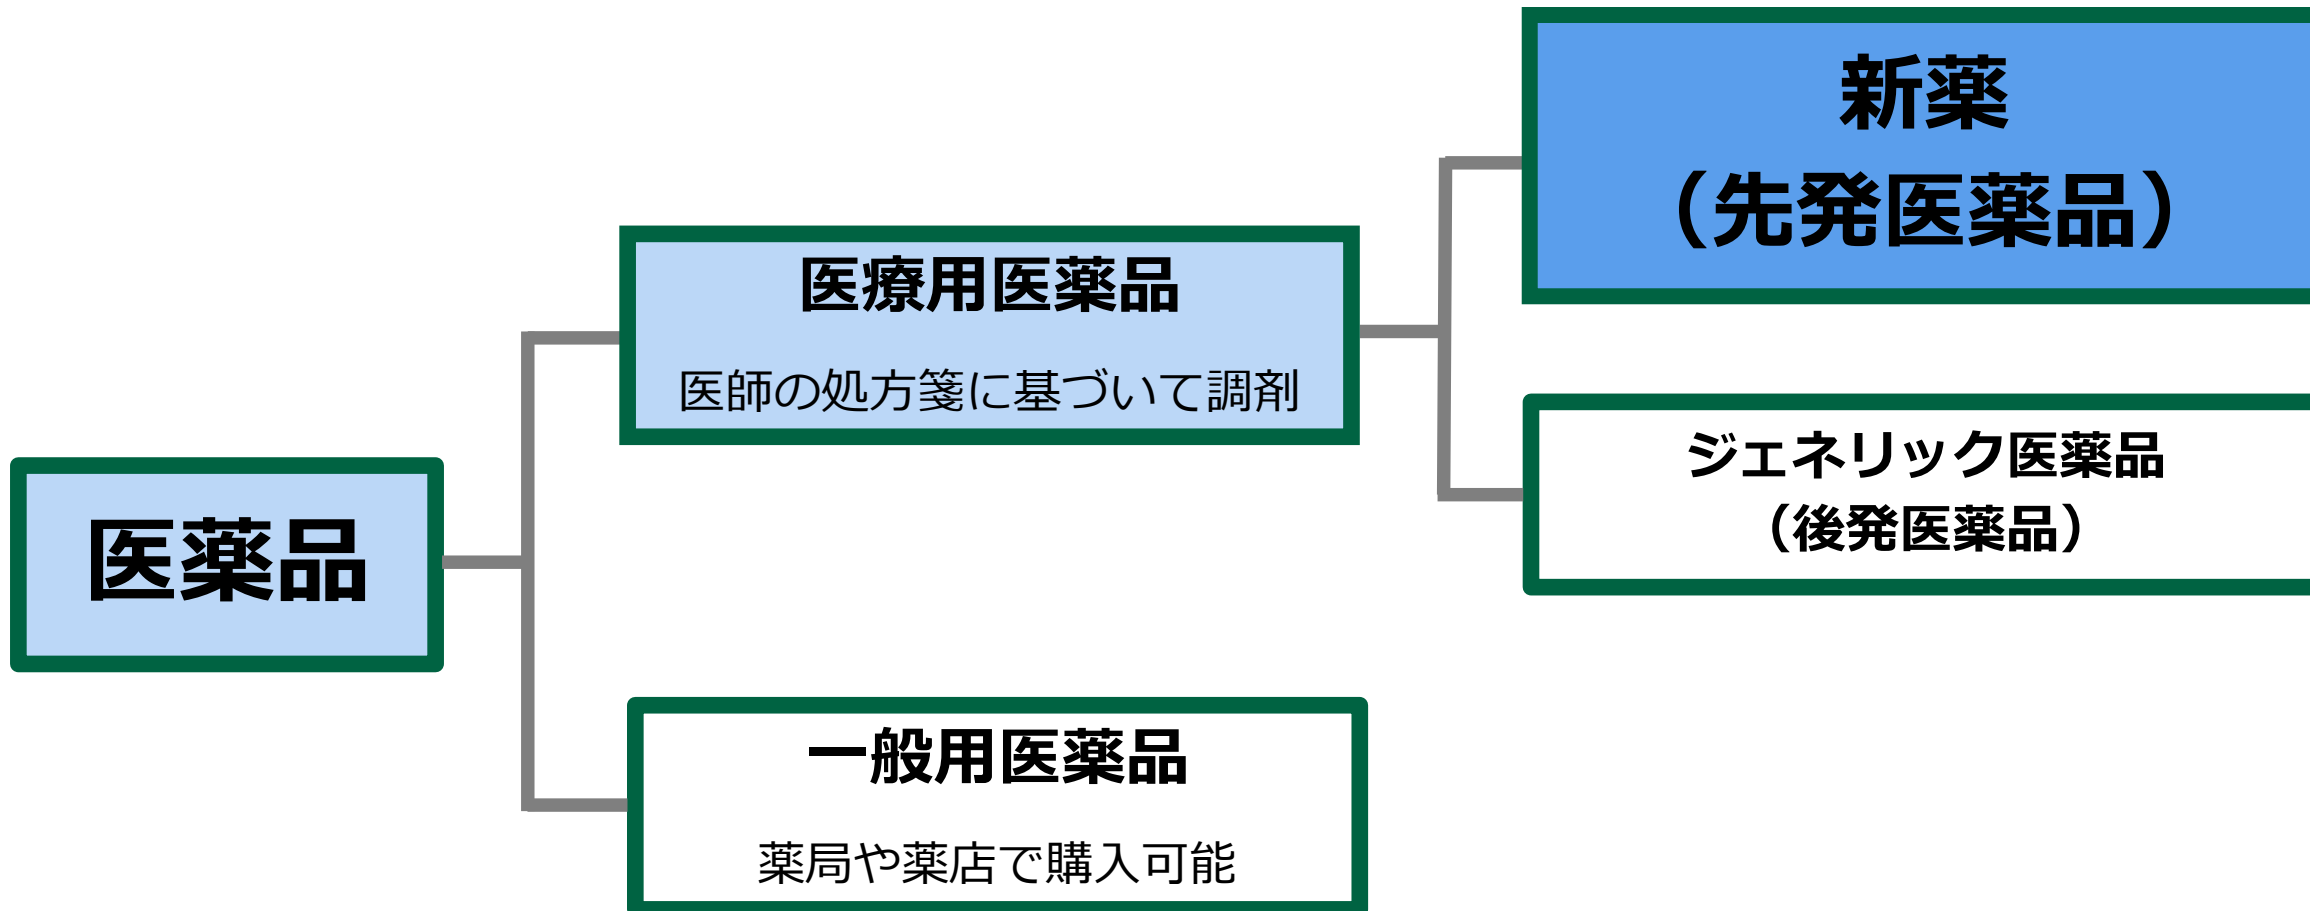 新薬
（先発医薬品）
医療用医薬品
医師の処方箋に基づいて調剤
ジェネリック医薬品
（後発医薬品）
医薬品
一般用医薬品
薬局や薬店で購入可能